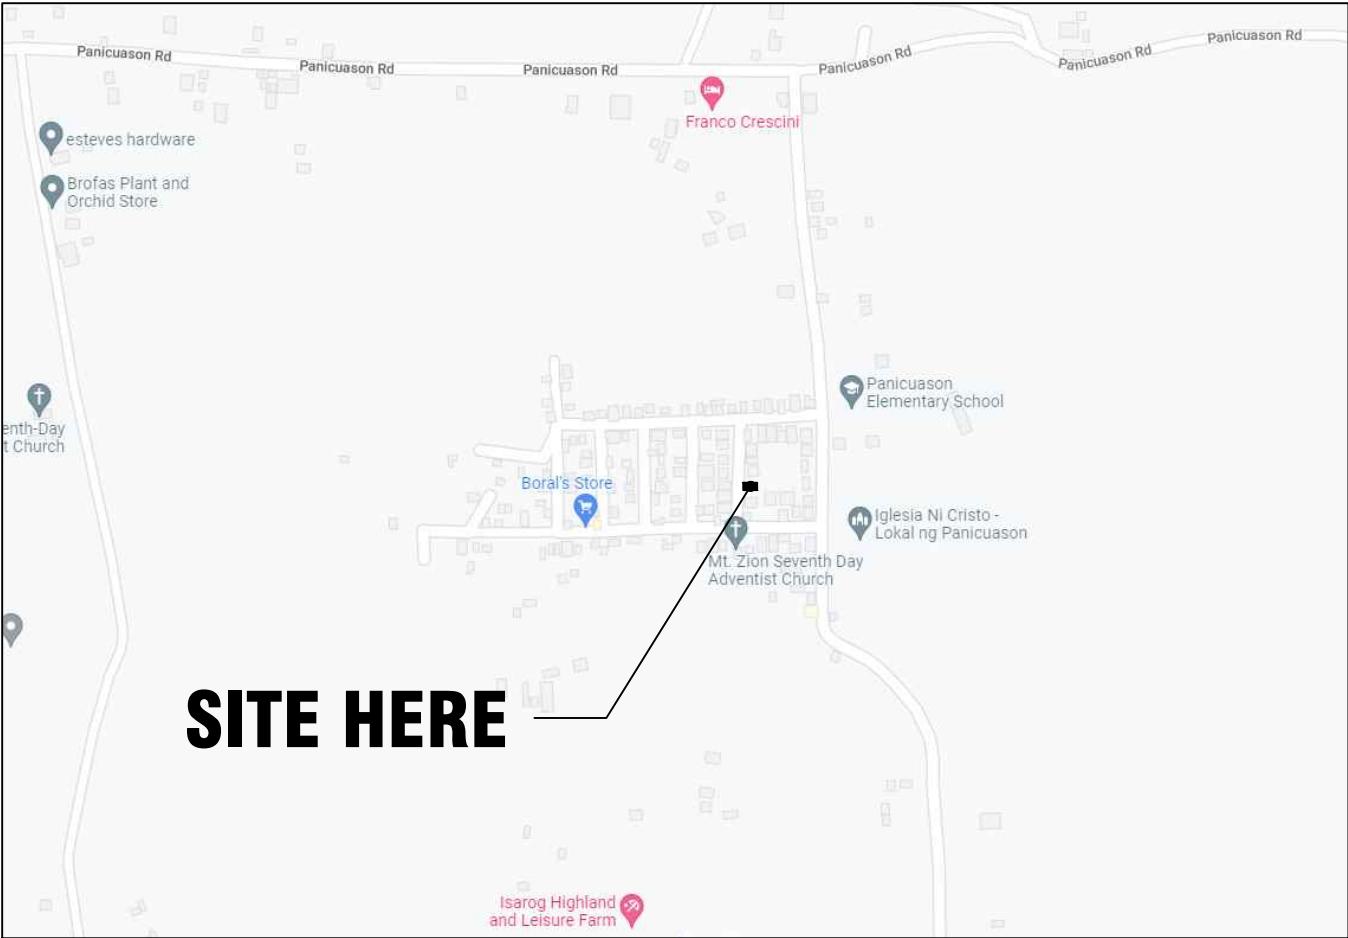 Panicuason Rd
Panicuason Rd
Panicuason Rd
Panicuason Rd
Panicuason Rd
Panicuason Rd
Franco Crescini
esteves hardware
Brofas Plant and
Orchid Store
Panicuason
Elementary School
enth-Day
t Church
Boral's Store
Iglesia Ni Cristo -
Lokal ng Panicuason
Mt. Zion Seventh Day
Adventist Church
SITE HERE
Isarog Highland
and Leisure Farm